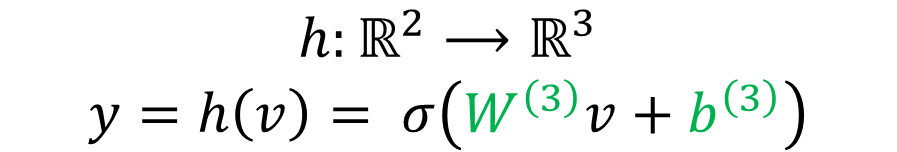 h: ℝ² ⟶ ℝ³
y = h(v) = σ(W⁽³⁾v + b⁽³⁾)